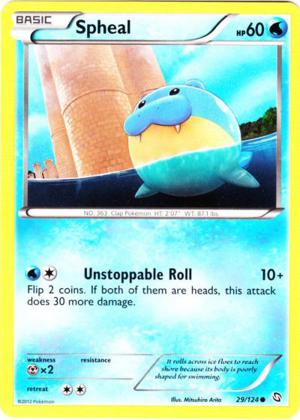 BASIC
Spheal HP60
NO. 363 Clap Pokémon HT: 2'07" WT: 87.1 lbs.
Unstoppable Roll 10+
Flip 2 coins. If both of them are heads, this attack
does 30 more damage.
weakness resistance
×2
retreat
It rolls across ice floes to reach
shore because its body is poorly
shaped for swimming.
©2012 Pokémon Illus. Mitsuhiro Arita 29/124